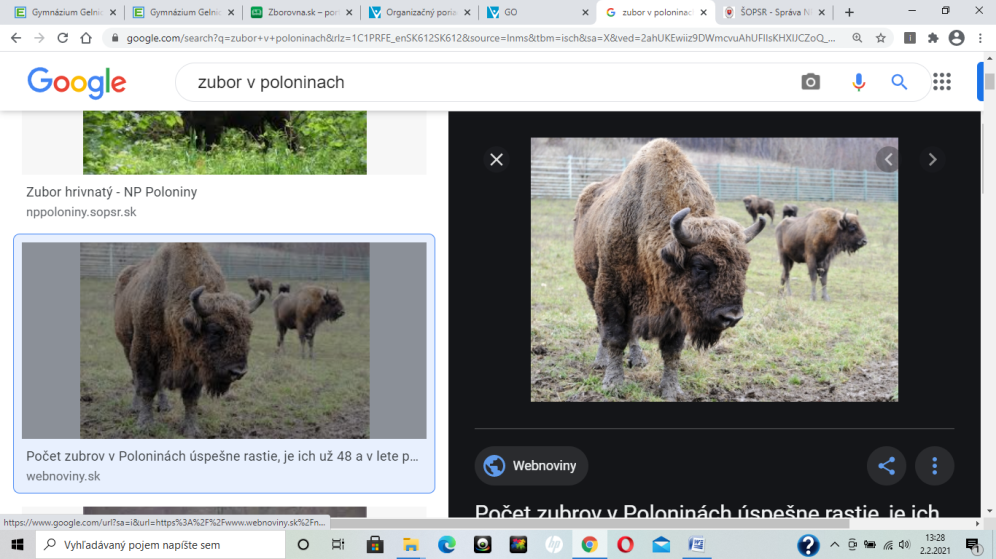 Gymnázium Gelnic
Gymnázium Gelnic
Zborovna.sk – port
Organizačný poriad
GO
zubor v poloninach
ŠOPSR - Správa N
google.com/search?q=zubor+v+poloninach&rlz=1C1PRFE_enSK612SK612&source=lnms&tbm=isch&sa=X&ved=2ahUKEwiiz9DWmcvuAhUFIlsKHXlJCZoQ_...
Google
zubor v poloninach
Zubor hrivnatý - NP Poloniny
nppoloniny.sopsr.sk
Počet zubrov v Poloninách úspešne rastie, je ich už 48 a v lete p...
webnoviny.sk
Webnoviny
Počet zubrov v Poloninách úspešne rastie, je ich
https://www.google.com/url?sa=i&url=https%3A%2F%2Fwww.webnoviny.sk%2Fn...
Vyhľadávaný pojem napíšte sem
13:28
2.2.2021